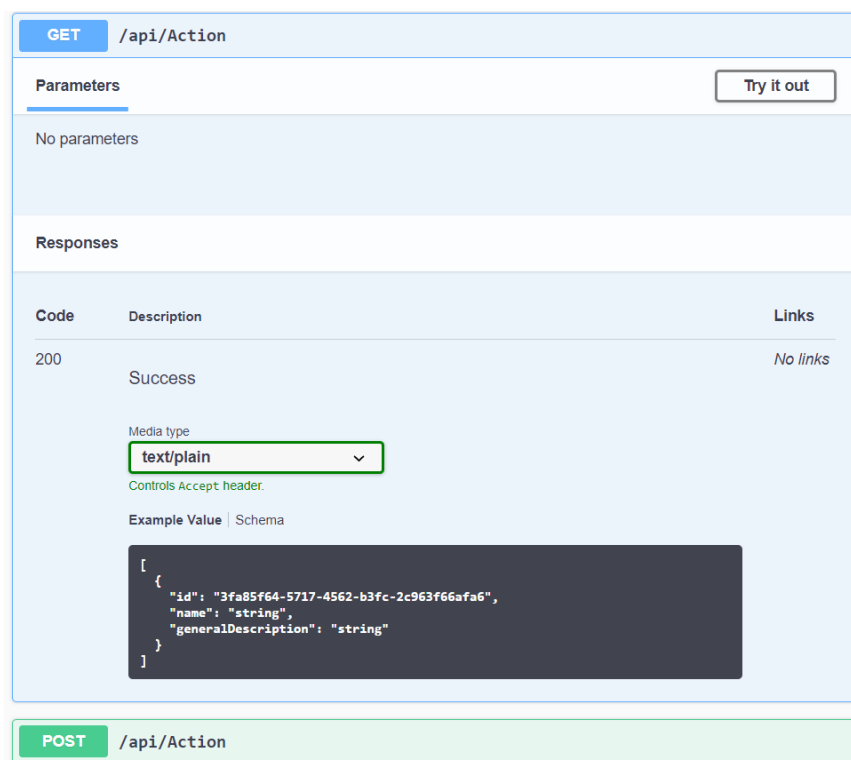 GET /api/Action
Parameters Try it out
No parameters
Responses
Code Description Links
200 Success No links
Media type
text/plain
Controls Accept header.
Example Value Schema
[
  {
    "id": "3fa85f64-5717-4562-b3fc-2c963f66afa6",
    "name": "string",
    "generalDescription": "string"
  }
]
POST /api/Action